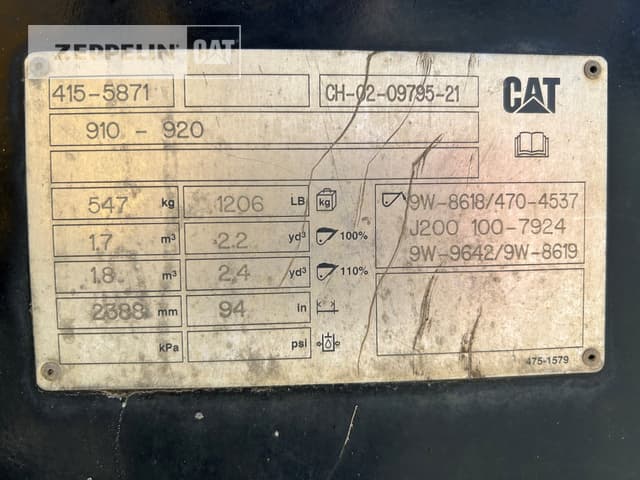 ZEPPELIN CAT
415-5871 CH-02-09795-21
CAT
910 - 920
547 kg 1206 LB kg
1.7 m³ 2.2 yd³ 100%
1.8 m³ 2.4 yd³ 110%
2388 mm 94 in
kPa psi
9W-8618/470-4537
J200 100-7924
9W-9642/9W-8619
475-1579